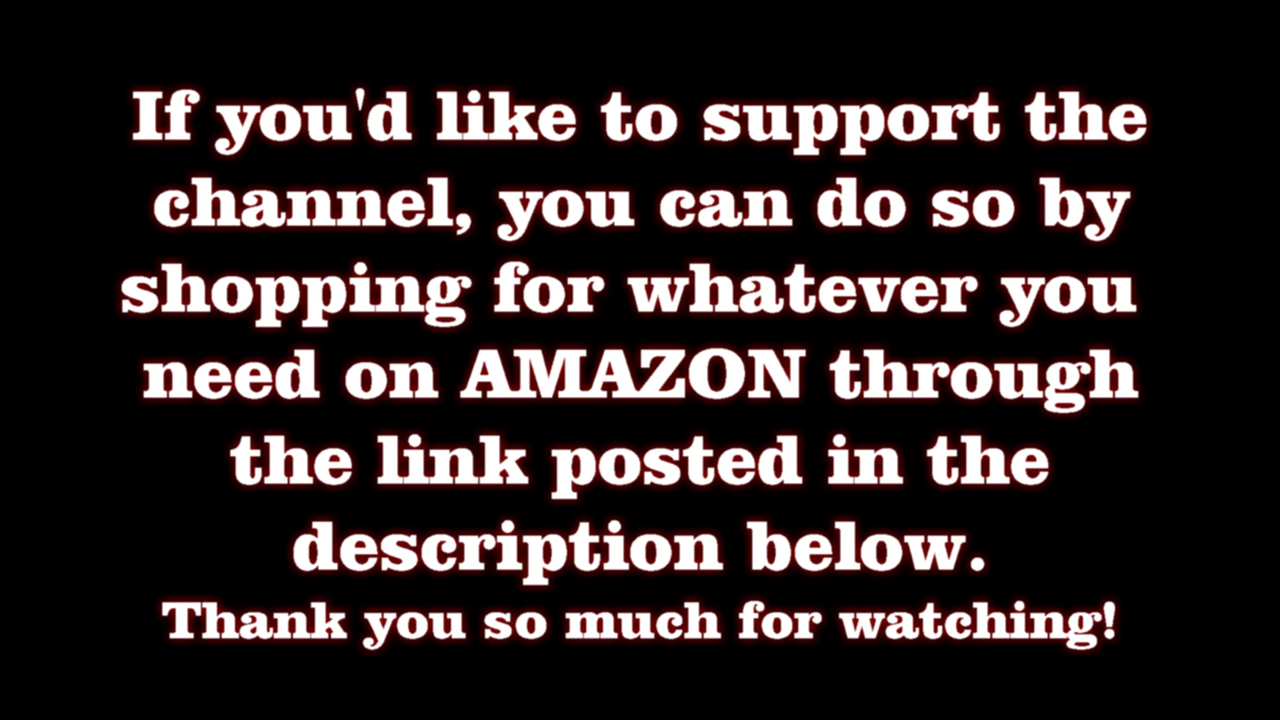 If you'd like to support the
channel, you can do so by
shopping for whatever you
need on AMAZON through
the link posted in the
description below.
Thank you so much for watching!